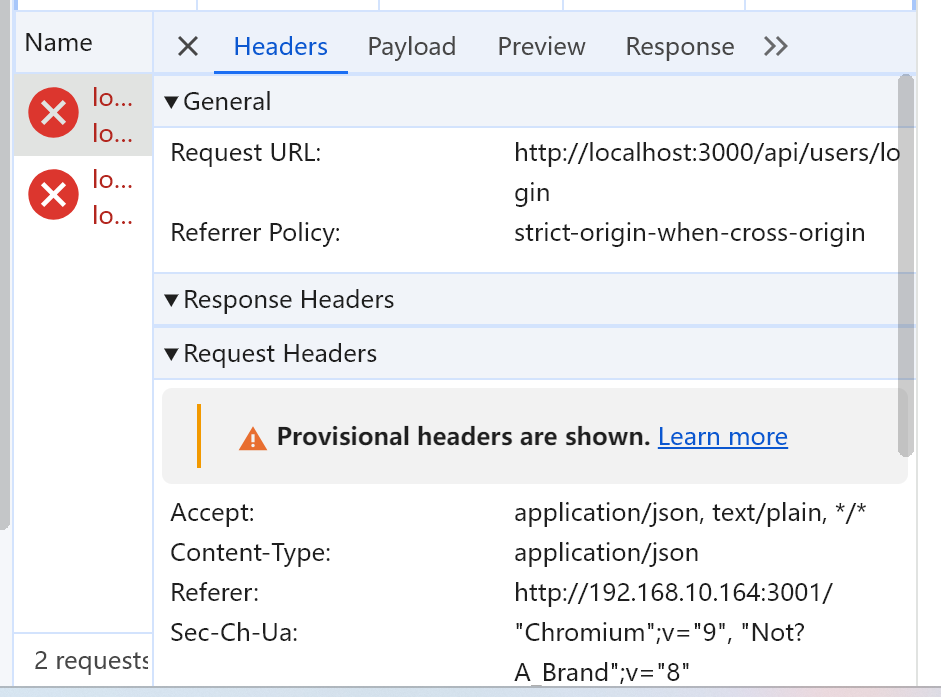 Name
Headers Payload Preview Response
lo...
lo...
lo...
lo...
2 requests
General
Request URL: http://localhost:3000/api/users/lo
gin
Referrer Policy: strict-origin-when-cross-origin
Response Headers
Request Headers
Provisional headers are shown. Learn more
Accept: application/json, text/plain, */*
Content-Type: application/json
Referer: http://192.168.10.164:3001/
Sec-Ch-Ua: "Chromium";v="9", "Not?
A_Brand";v="8"